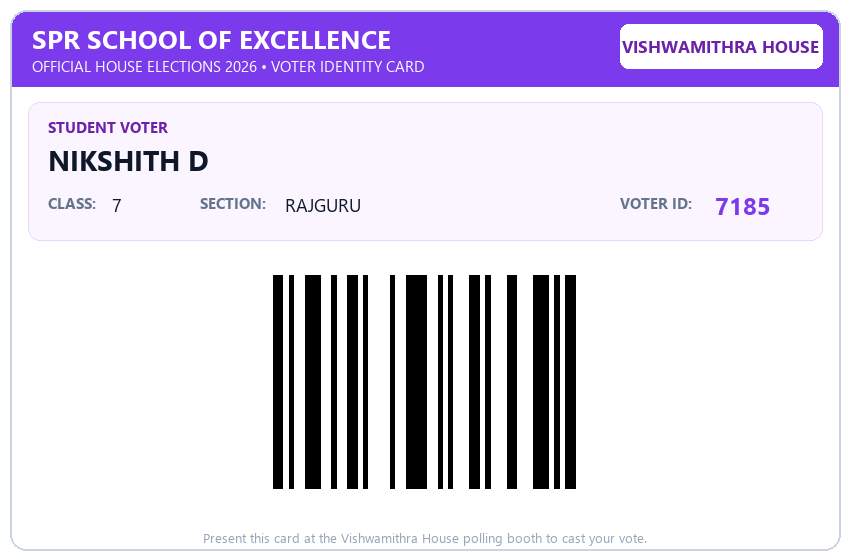 SPR SCHOOL OF EXCELLENCE
OFFICIAL HOUSE ELECTIONS 2026 • VOTER IDENTITY CARD
VISHWAMITHRA HOUSE
STUDENT VOTER
NIKSHITH D
CLASS: 7 SECTION: RAJGURU VOTER ID: 7185
Present this card at the Vishwamithra House polling booth to cast your vote.